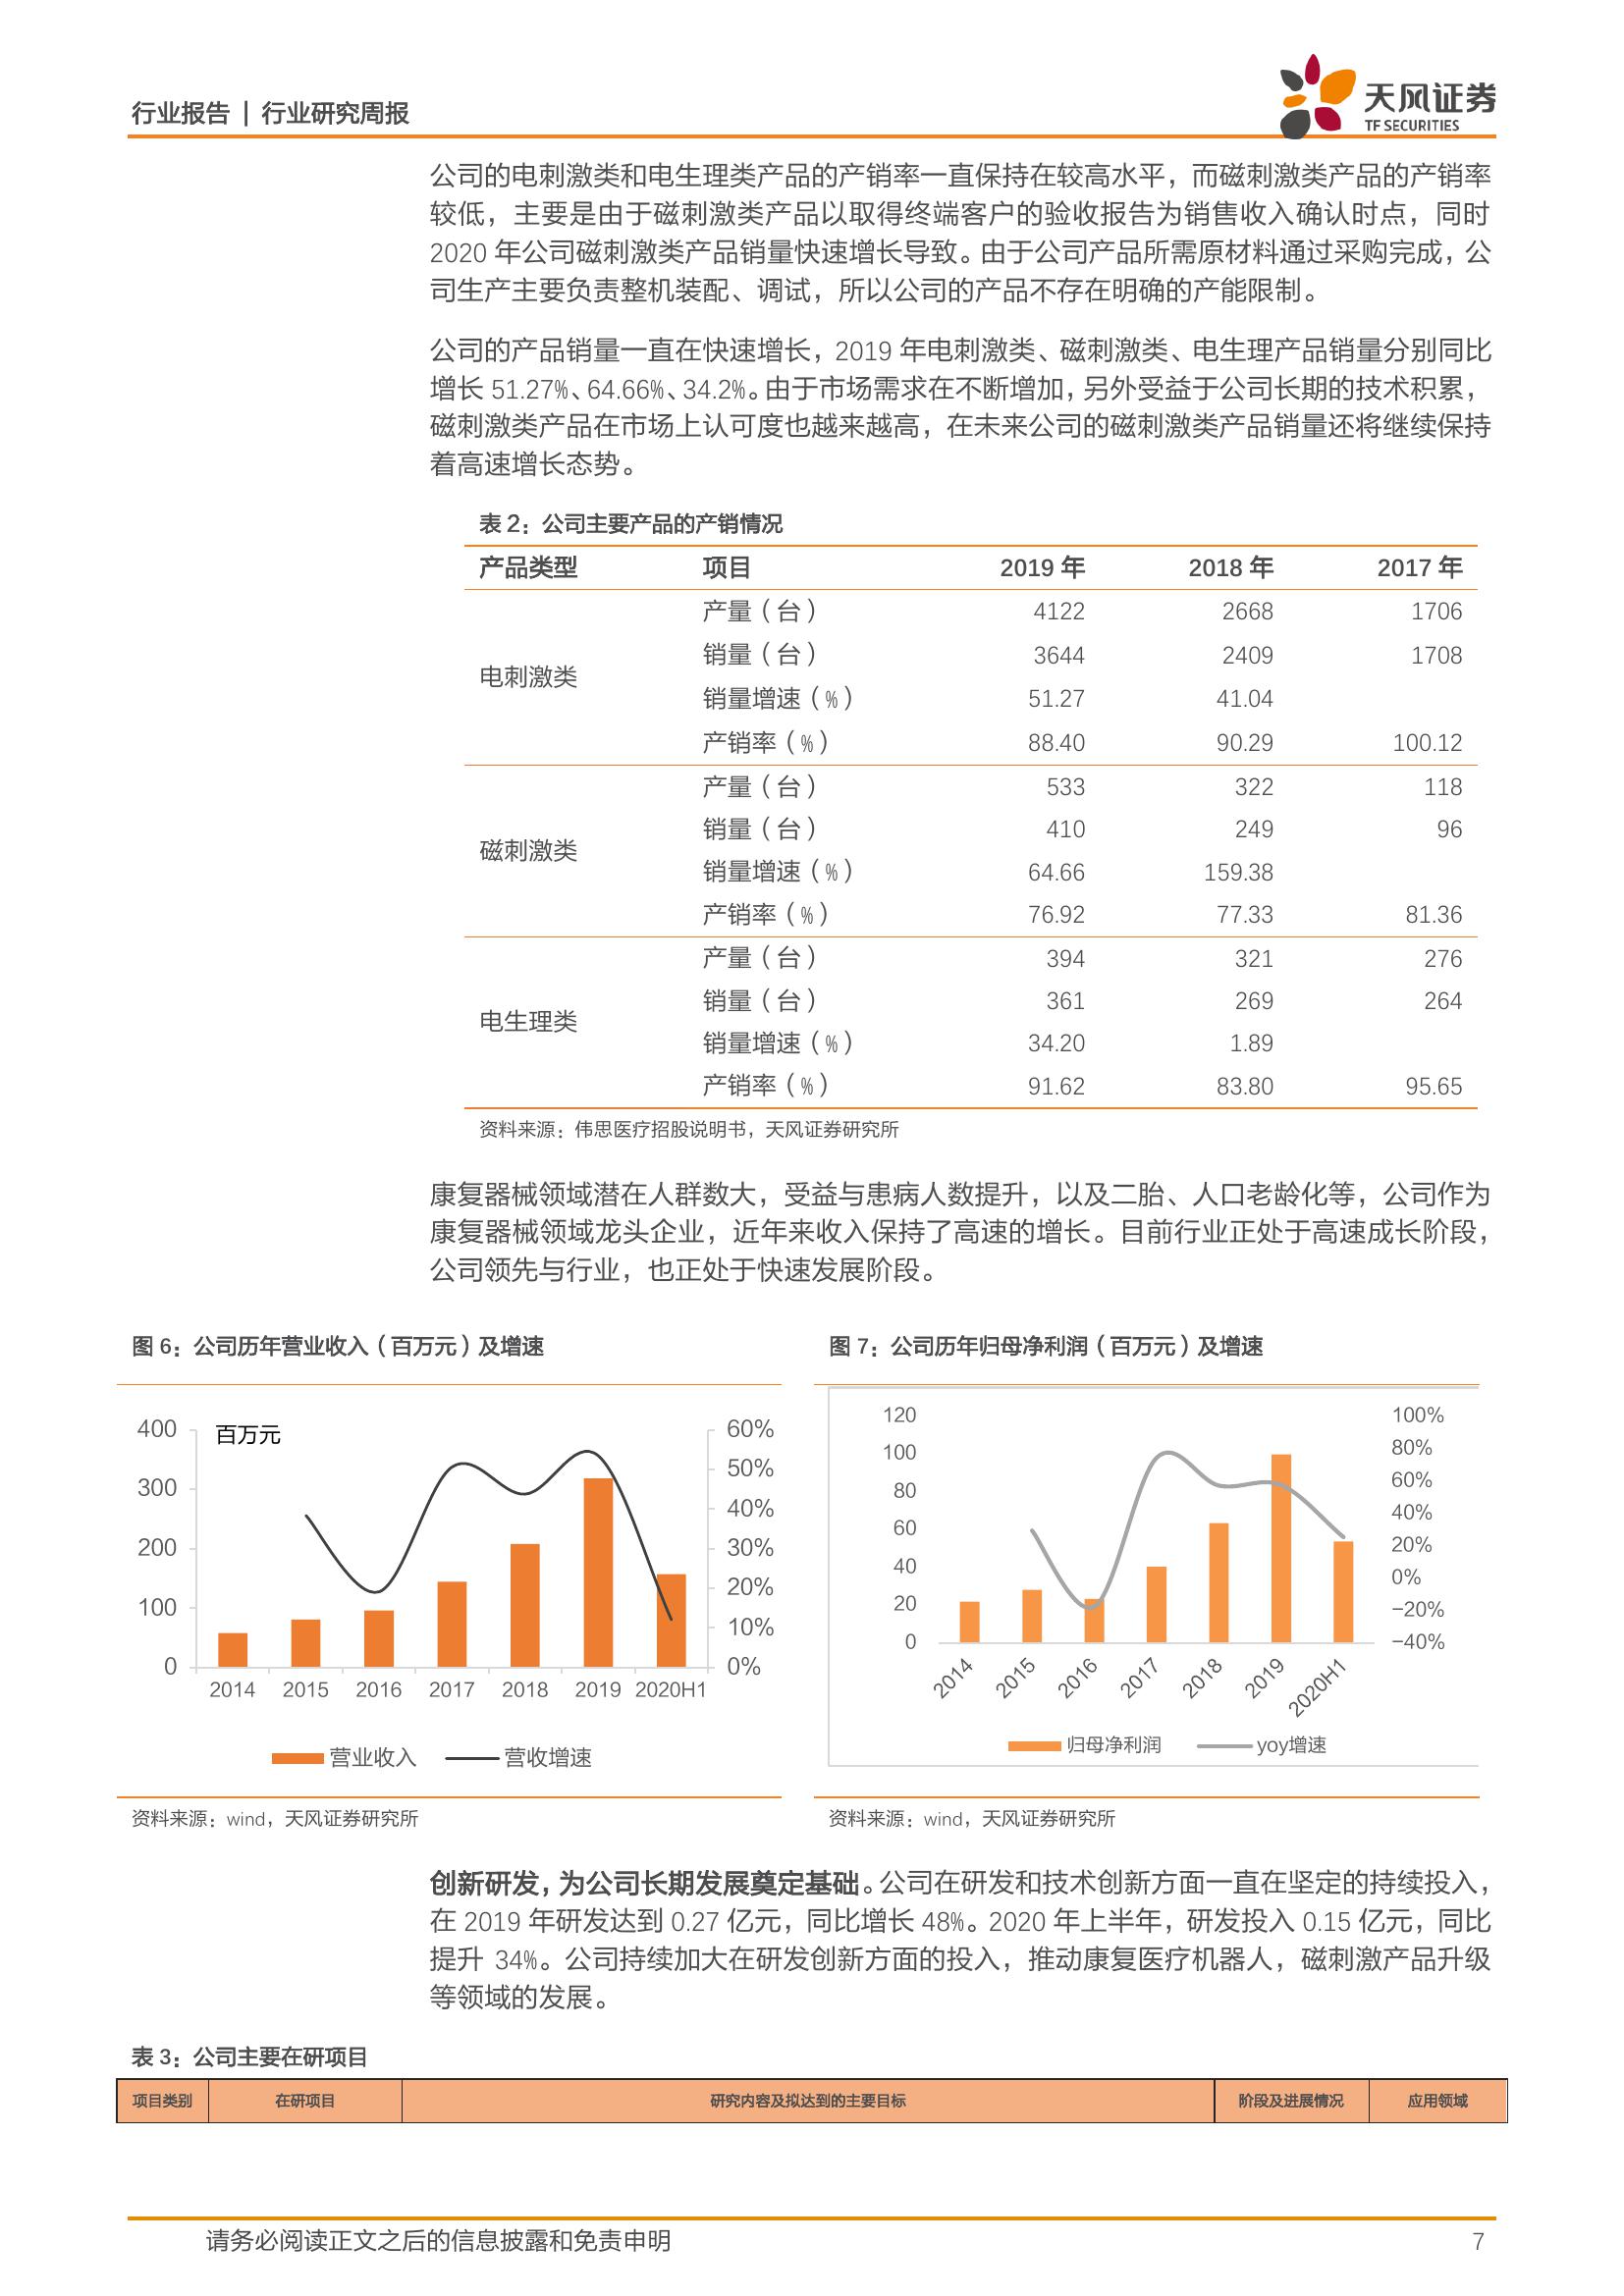 行业报告 | 行业研究周报
天风证券
TF SECURITIES
公司的电刺激类和电生理类产品的产销率一直保持在较高水平，而磁刺激类产品的产销率
较低，主要是由于磁刺激类产品以取得终端客户的验收报告为销售收入确认时点，同时
2020 年公司磁刺激类产品销量快速增长导致。由于公司产品所需原材料通过采购完成，公
司生产主要负责整机装配、调试，所以公司的产品不存在明确的产能限制。
公司的产品销量一直在快速增长，2019 年电刺激类、磁刺激类、电生理产品销量分别同比
增长 51.27%、64.66%、34.2%。由于市场需求在不断增加，另外受益于公司长期的技术积累，
磁刺激类产品在市场上认可度也越来越高，在未来公司的磁刺激类产品销量还将继续保持
着高速增长态势。
表 2：公司主要产品的产销情况
产品类型 项目 2019 年 2018 年 2017 年
电刺激类
产量（台） 4122 2668 1706
销量（台） 3644 2409 1708
销量增速（%） 51.27 41.04
产销率（%） 88.40 90.29 100.12
磁刺激类
产量（台） 533 322 118
销量（台） 410 249 96
销量增速（%） 64.66 159.38
产销率（%） 76.92 77.33 81.36
电生理类
产量（台） 394 321 276
销量（台） 361 269 264
销量增速（%） 34.20 1.89
产销率（%） 91.62 83.80 95.65
资料来源：伟思医疗招股说明书，天风证券研究所
康复器械领域潜在人群数大，受益与患病人数提升，以及二胎、人口老龄化等，公司作为
康复器械领域龙头企业，近年来收入保持了高速的增长。目前行业正处于高速成长阶段，
公司领先与行业，也正处于快速发展阶段。
图 6：公司历年营业收入（百万元）及增速
百万元
400
300
200
100
0
60%
50%
40%
30%
20%
10%
0%
2014 2015 2016 2017 2018 2019 2020H1
营业收入 营收增速
资料来源：wind，天风证券研究所
图 7：公司历年归母净利润（百万元）及增速
120
100
80
60
40
20
0
100%
80%
60%
40%
20%
0%
-20%
-40%
2014 2015 2016 2017 2018 2019 2020H1
归母净利润 yoy增速
资料来源：wind，天风证券研究所
创新研发，为公司长期发展奠定基础。公司在研发和技术创新方面一直在坚定的持续投入，
在 2019 年研发达到 0.27 亿元，同比增长 48%。2020 年上半年，研发投入 0.15 亿元，同比
提升 34%。公司持续加大在研发创新方面的投入，推动康复医疗机器人，磁刺激产品升级
等领域的发展。
表 3：公司主要在研项目
项目类别 在研项目 研究内容及拟达到的主要目标 阶段及进展情况 应用领域
请务必阅读正文之后的信息披露和免责申明 7